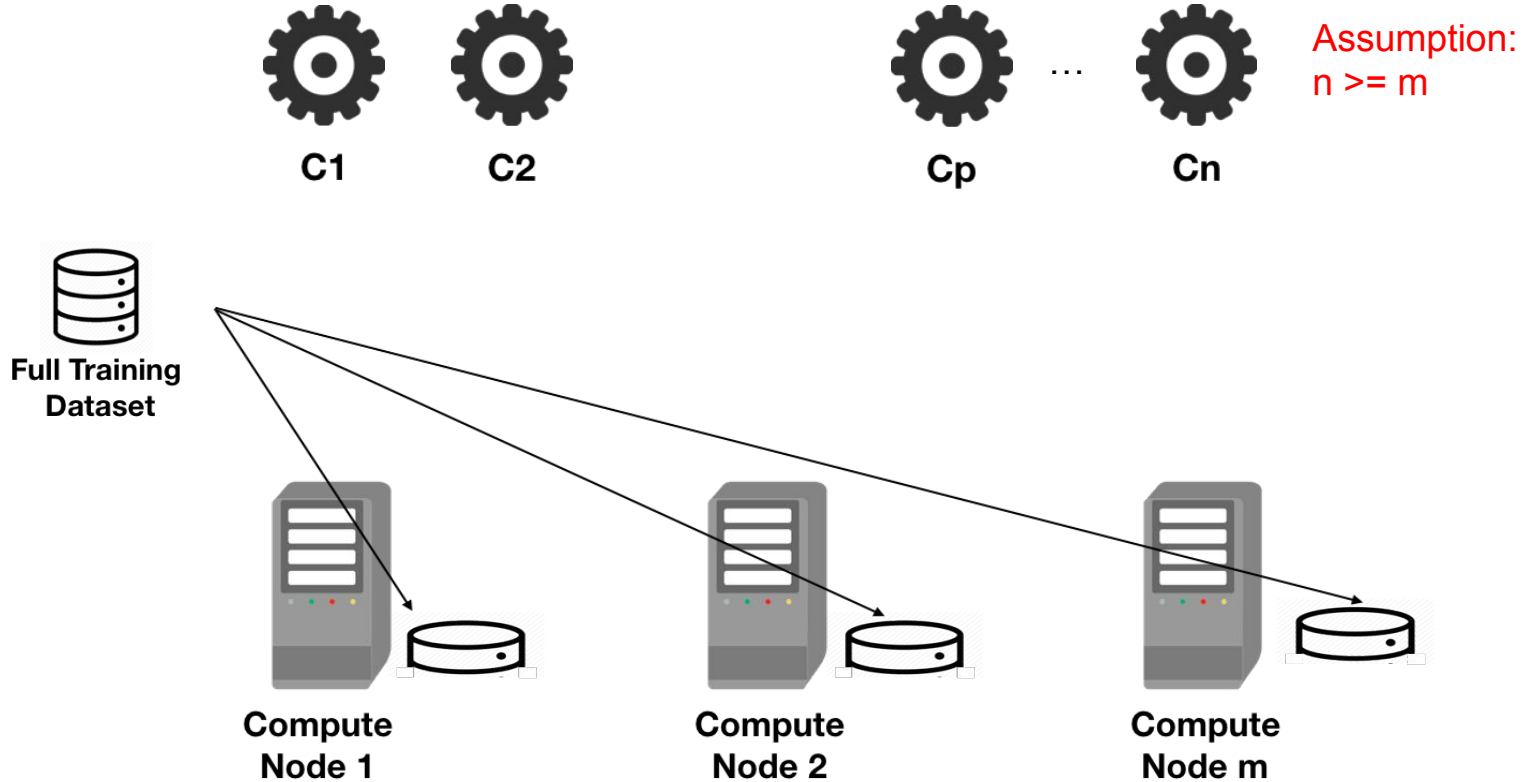 Assumption:
n >= m
...
C1
C2
Cp
Cn
Full Training
Dataset
Compute
Node 1
Compute
Node 2
Compute
Node m